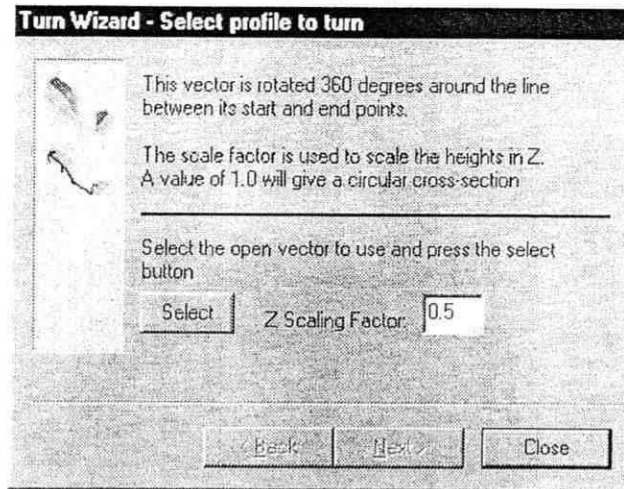 Turn Wizard - Select profile to turn
This vector is rotated 360 degrees around the line
between its start and end points.
The scale factor is used to scale the heights in Z.
A value of 1.0 will give a circular cross-section
Select the open vector to use and press the select
button
Select Z Scaling Factor: 0.5
< Back Next > Close